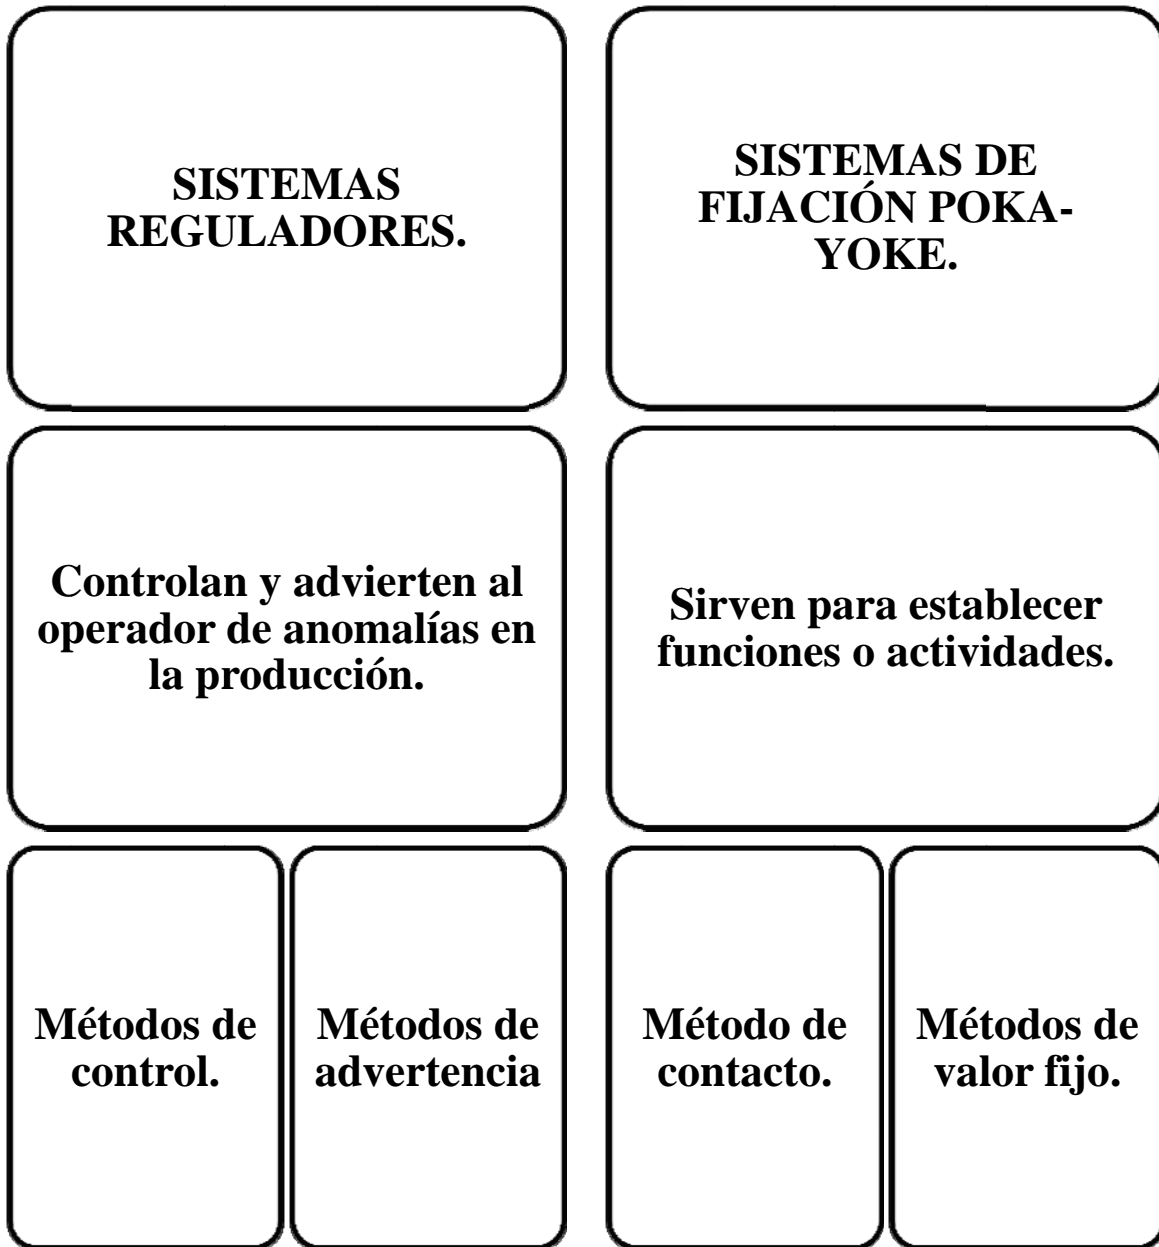 SISTEMAS
REGULADORES.
SISTEMAS DE
FIJACIÓN POKA-
YOKE.
Controlan y advierten al
operador de anomalías en
la producción.
Sirven para establecer
funciones o actividades.
Métodos de
control.
Métodos de
advertencia
Método de
contacto.
Métodos de
valor fijo.